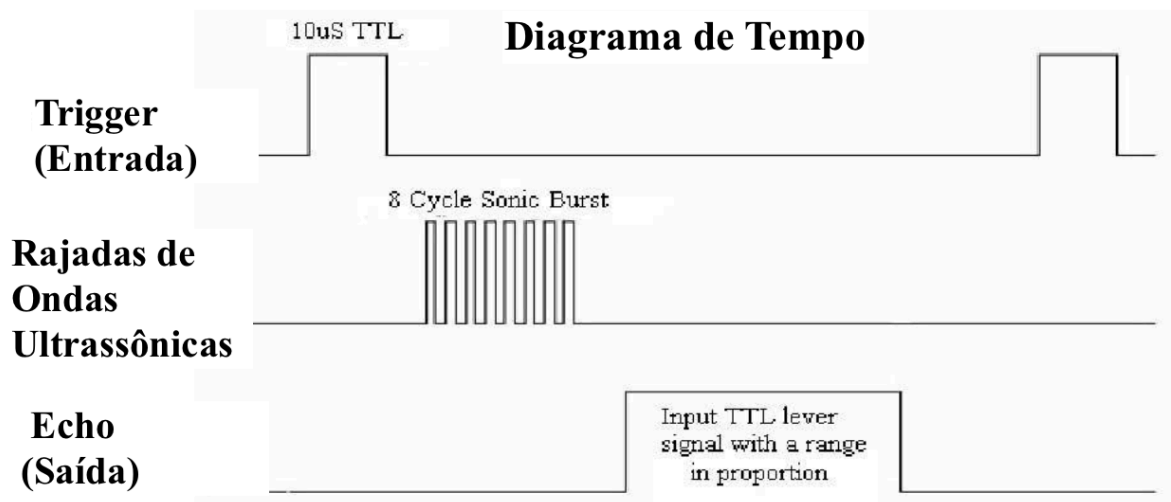 10uS TTL
Diagrama de Tempo
Trigger
(Entrada)
8 Cycle Sonic Burst
Rajadas de
Ondas
Ultrassônicas
Echo
(Saída)
Input TTL lever
signal with a range
in proportion